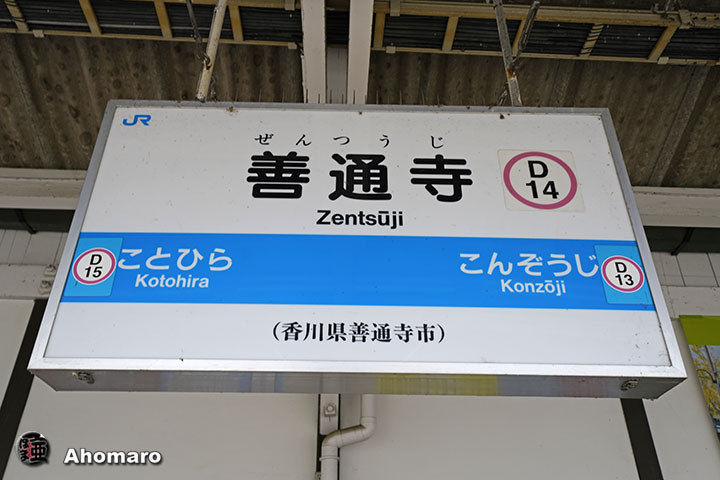 JR
ぜんつうじ
善通寺
D
14
Zentsūji
D
15
ことひら
Kotohira
こんぞうじ
Konzōji
D
13
(香川県善通寺市)
Ahomaro